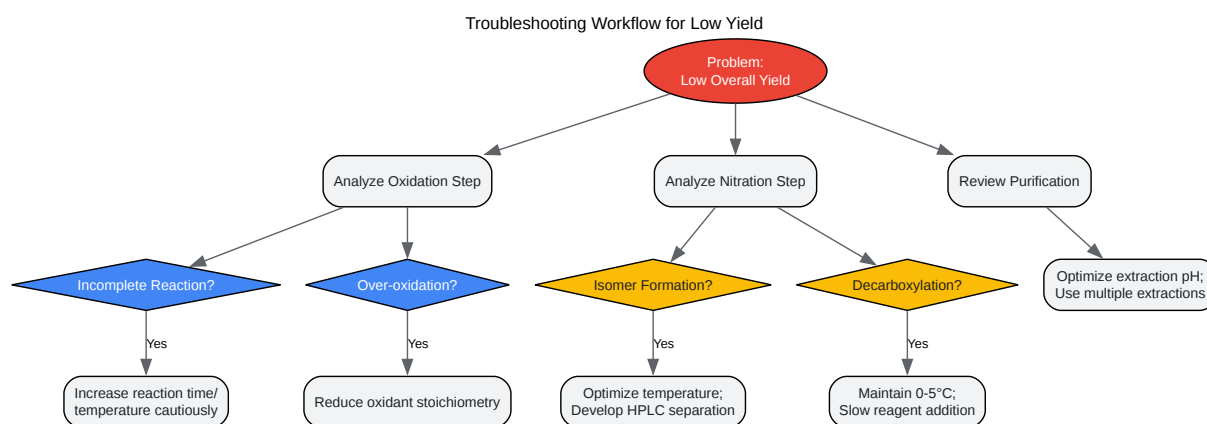 Troubleshooting Workflow for Low Yield
Problem:
Low Overall Yield
Analyze Oxidation Step
Analyze Nitration Step
Review Purification
Incomplete Reaction?
Over-oxidation?
Isomer Formation?
Decarboxylation?
Optimize extraction pH;
Use multiple extractions
Yes
Yes
Yes
Yes
Increase reaction time/
temperature cautiously
Reduce oxidant stoichiometry
Optimize temperature;
Develop HPLC separation
Maintain 0-5°C;
Slow reagent addition